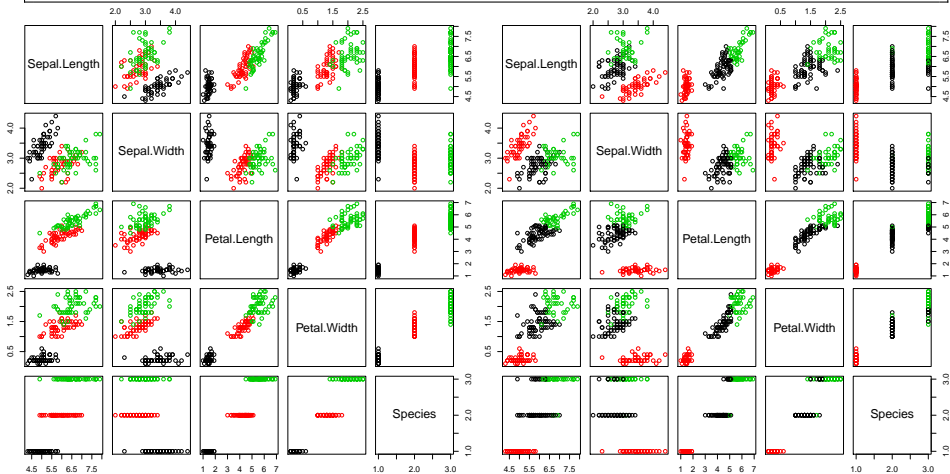 2.0 3.0 4.0 0.5 1.5 2.5 2.0 3.0 4.0 0.5 1.5 2.5
Sepal.Length 4.5 5.5 6.5 7.5 Sepal.Length 4.5 5.5 6.5 7.5
2.0 3.0 4.0 Sepal.Width 2.0 3.0 4.0 Sepal.Width
Petal.Length 1 2 3 4 5 6 7 Petal.Length 1 2 3 4 5 6 7
0.5 1.5 2.5 Petal.Width 0.5 1.5 2.5 Petal.Width
Species 1.0 2.0 3.0 Species 1.0 2.0 3.0
4.5 5.5 6.5 7.5 1 2 3 4 5 6 7 1.0 2.0 3.0 4.5 5.5 6.5 7.5 1 2 3 4 5 6 7 1.0 2.0 3.0